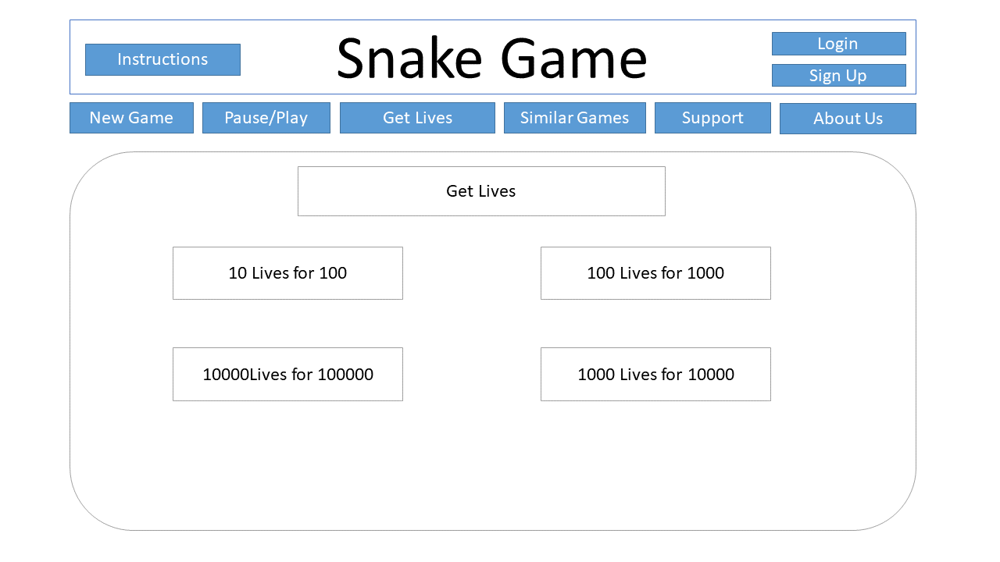 Instructions
Snake Game
Login
Sign Up
New Game
Pause/Play
Get Lives
Similar Games
Support
About Us
Get Lives
10 Lives for 100
100 Lives for 1000
10000Lives for 100000
1000 Lives for 10000